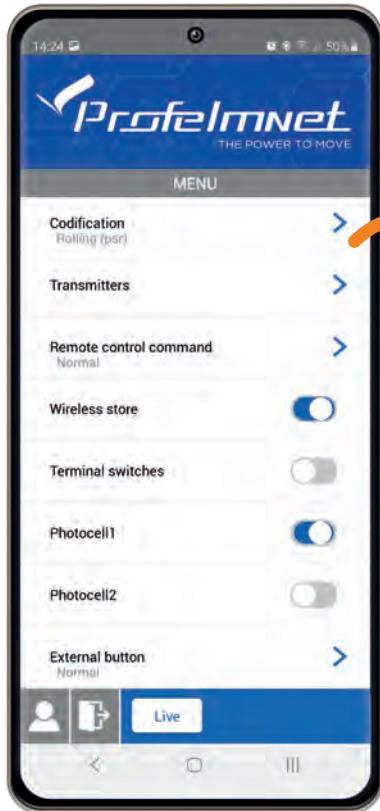 14:24
50%
Profelmnet
THE POWER TO MOVE
MENU
Codification
Rolling (psr)
Transmitters
Remote control command
Normal
Wireless store
Terminal switches
Photocell1
Photocell2
External button
Normal
Live